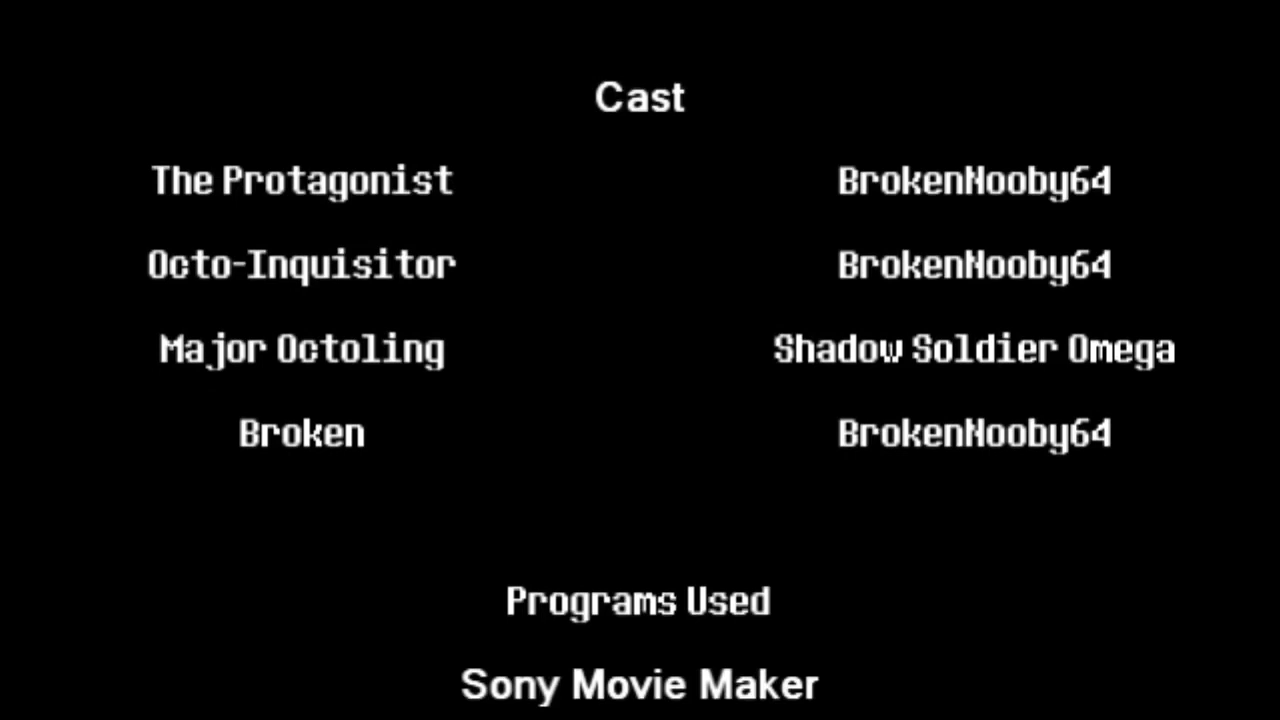 Cast
The Protagonist BrokenNooby64
Octo-Inquisitor BrokenNooby64
Major Octoling Shadow Soldier Omega
Broken BrokenNooby64
Programs Used
Sony Movie Maker